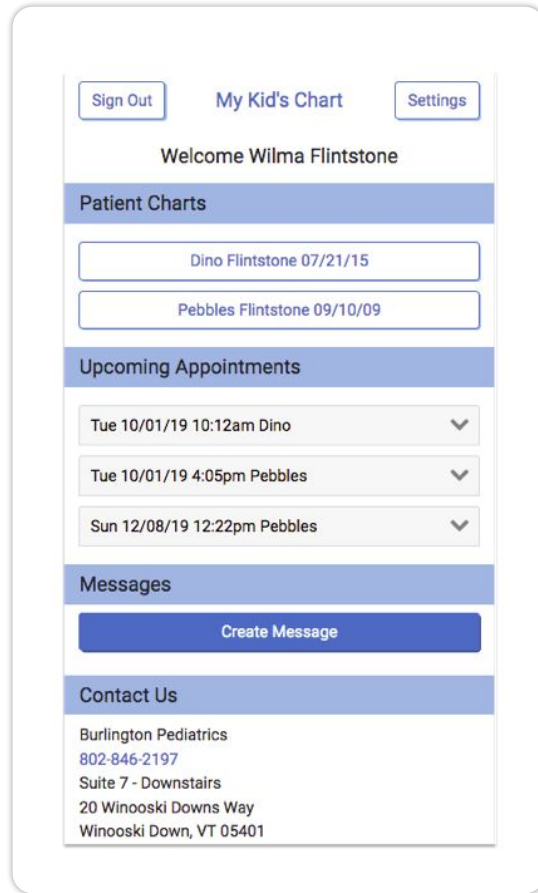 Sign Out My Kid's Chart Settings
Welcome Wilma Flintstone
Patient Charts
Dino Flintstone 07/21/15
Pebbles Flintstone 09/10/09
Upcoming Appointments
Tue 10/01/19 10:12am Dino
Tue 10/01/19 4:05pm Pebbles
Sun 12/08/19 12:22pm Pebbles
Messages
Create Message
Contact Us
Burlington Pediatrics
802-846-2197
Suite 7 - Downstairs
20 Winooski Downs Way
Winooski Down, VT 05401